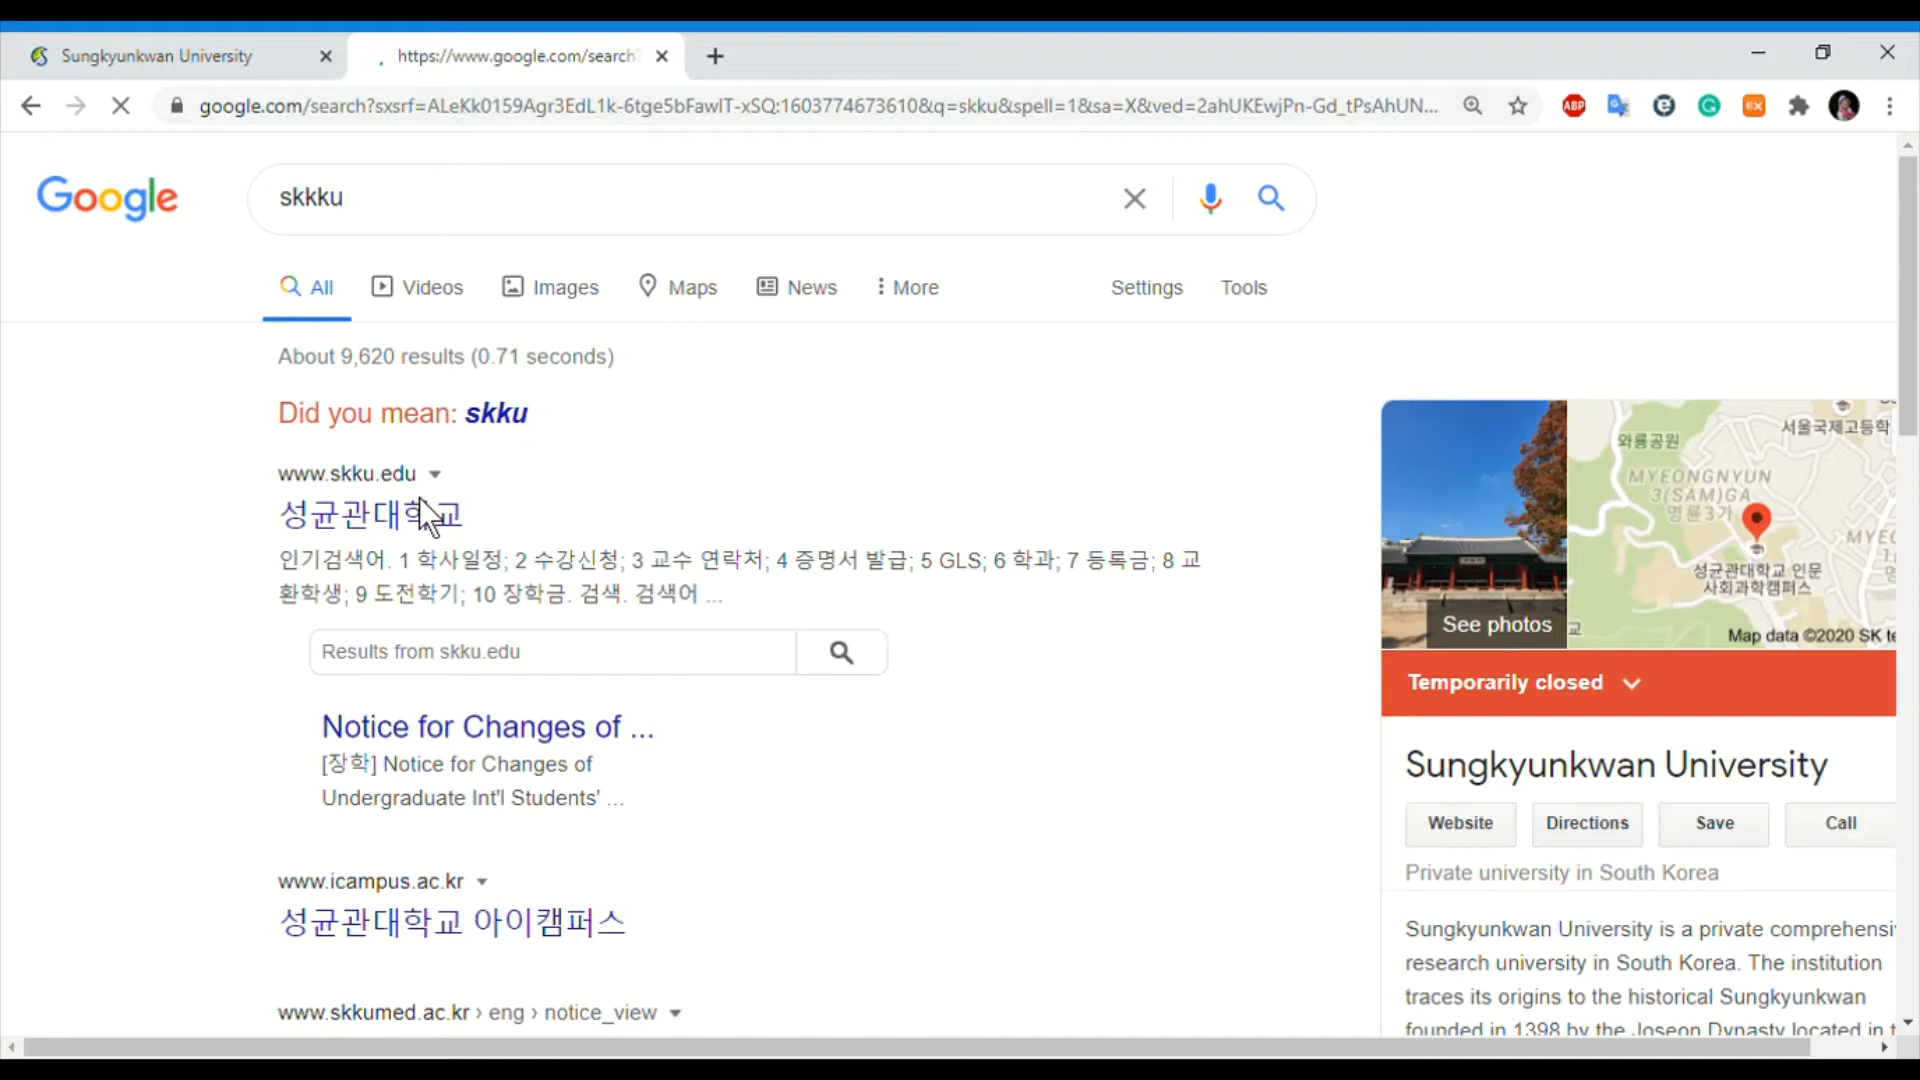 Sungkyunkwan University
https://www.google.com/search?
google.com/search?sxsrf=ALeKk0159Agr3EdL1k-6tge5bFawIT-xSQ:1603774673610&q=skku&spell=1&sa=X&ved=2ahUKEwjPn-Gd_tPsAhUN...
ABP
EX
Google
skkku
All
Videos
Images
Maps
News
More
Settings
Tools
About 9,620 results (0.71 seconds)
Did you mean: skku
www.skku.edu
성균관대학교
인기검색어. 1 학사일정; 2 수강신청; 3 교수 연락처; 4 증명서 발급; 5 GLS; 6 학과; 7 등록금; 8 교
환학생; 9 도전학기; 10 장학금. 검색. 검색어 ...
Results from skku.edu
Notice for Changes of ...
[장학] Notice for Changes of
Undergraduate Int'l Students' ...
www.icampus.ac.kr
성균관대학교 아이캠퍼스
www.skkumed.ac.kr › eng › notice_view
See photos
와룡공원
서울국제고등학
MYEONGNYUN
3(SAM)GA
명륜3가
성균관대학교 인문
사회과학캠퍼스
교
Map data ©2020 SK te
Temporarily closed
Sungkyunkwan University
Website
Directions
Save
Call
Private university in South Korea
Sungkyunkwan University is a private comprehensi
research university in South Korea. The institution
traces its origins to the historical Sungkyunkwan
founded in 1398 by the Joseon Dynasty located in t